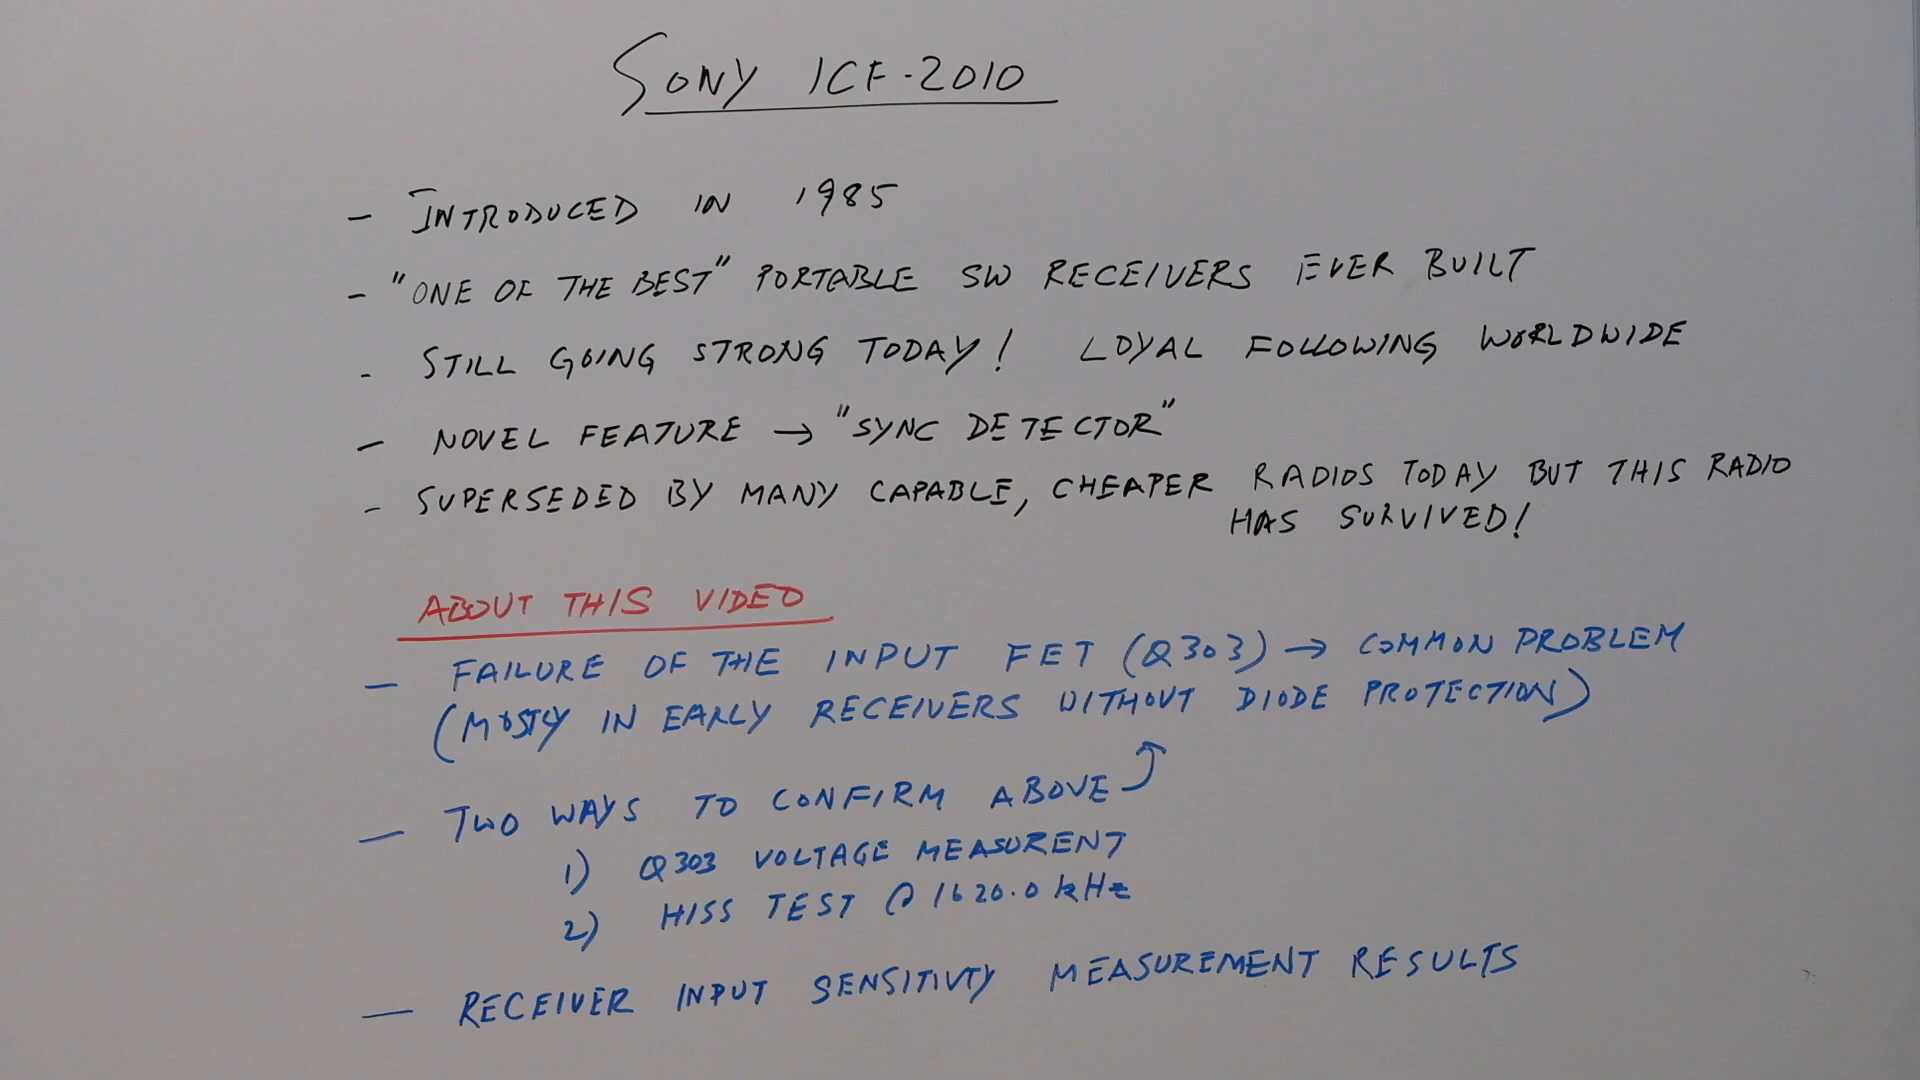 SONY ICF-2010
- INTRODUCED IN 1985
- "ONE OF THE BEST" PORTABLE SW RECEIVERS EVER BUILT
- STILL GOING STRONG TODAY! LOYAL FOLLOWING WORLDWIDE
- NOVEL FEATURE → "SYNC DETECTOR"
- SUPERSEDED BY MANY CAPABLE, CHEAPER RADIOS TODAY BUT THIS RADIO
HAS SURVIVED!
ABOUT THIS VIDEO
- FAILURE OF THE INPUT FET (Q303) → COMMON PROBLEM
(MOSTLY IN EARLY RECEIVERS WITHOUT DIODE PROTECTION)
- TWO WAYS TO CONFIRM ABOVE
1) Q303 VOLTAGE MEASURENT
2) HISS TEST @ 1620.0 kHz
- RECEIVER INPUT SENSITIVTY MEASUREMENT RESULTS